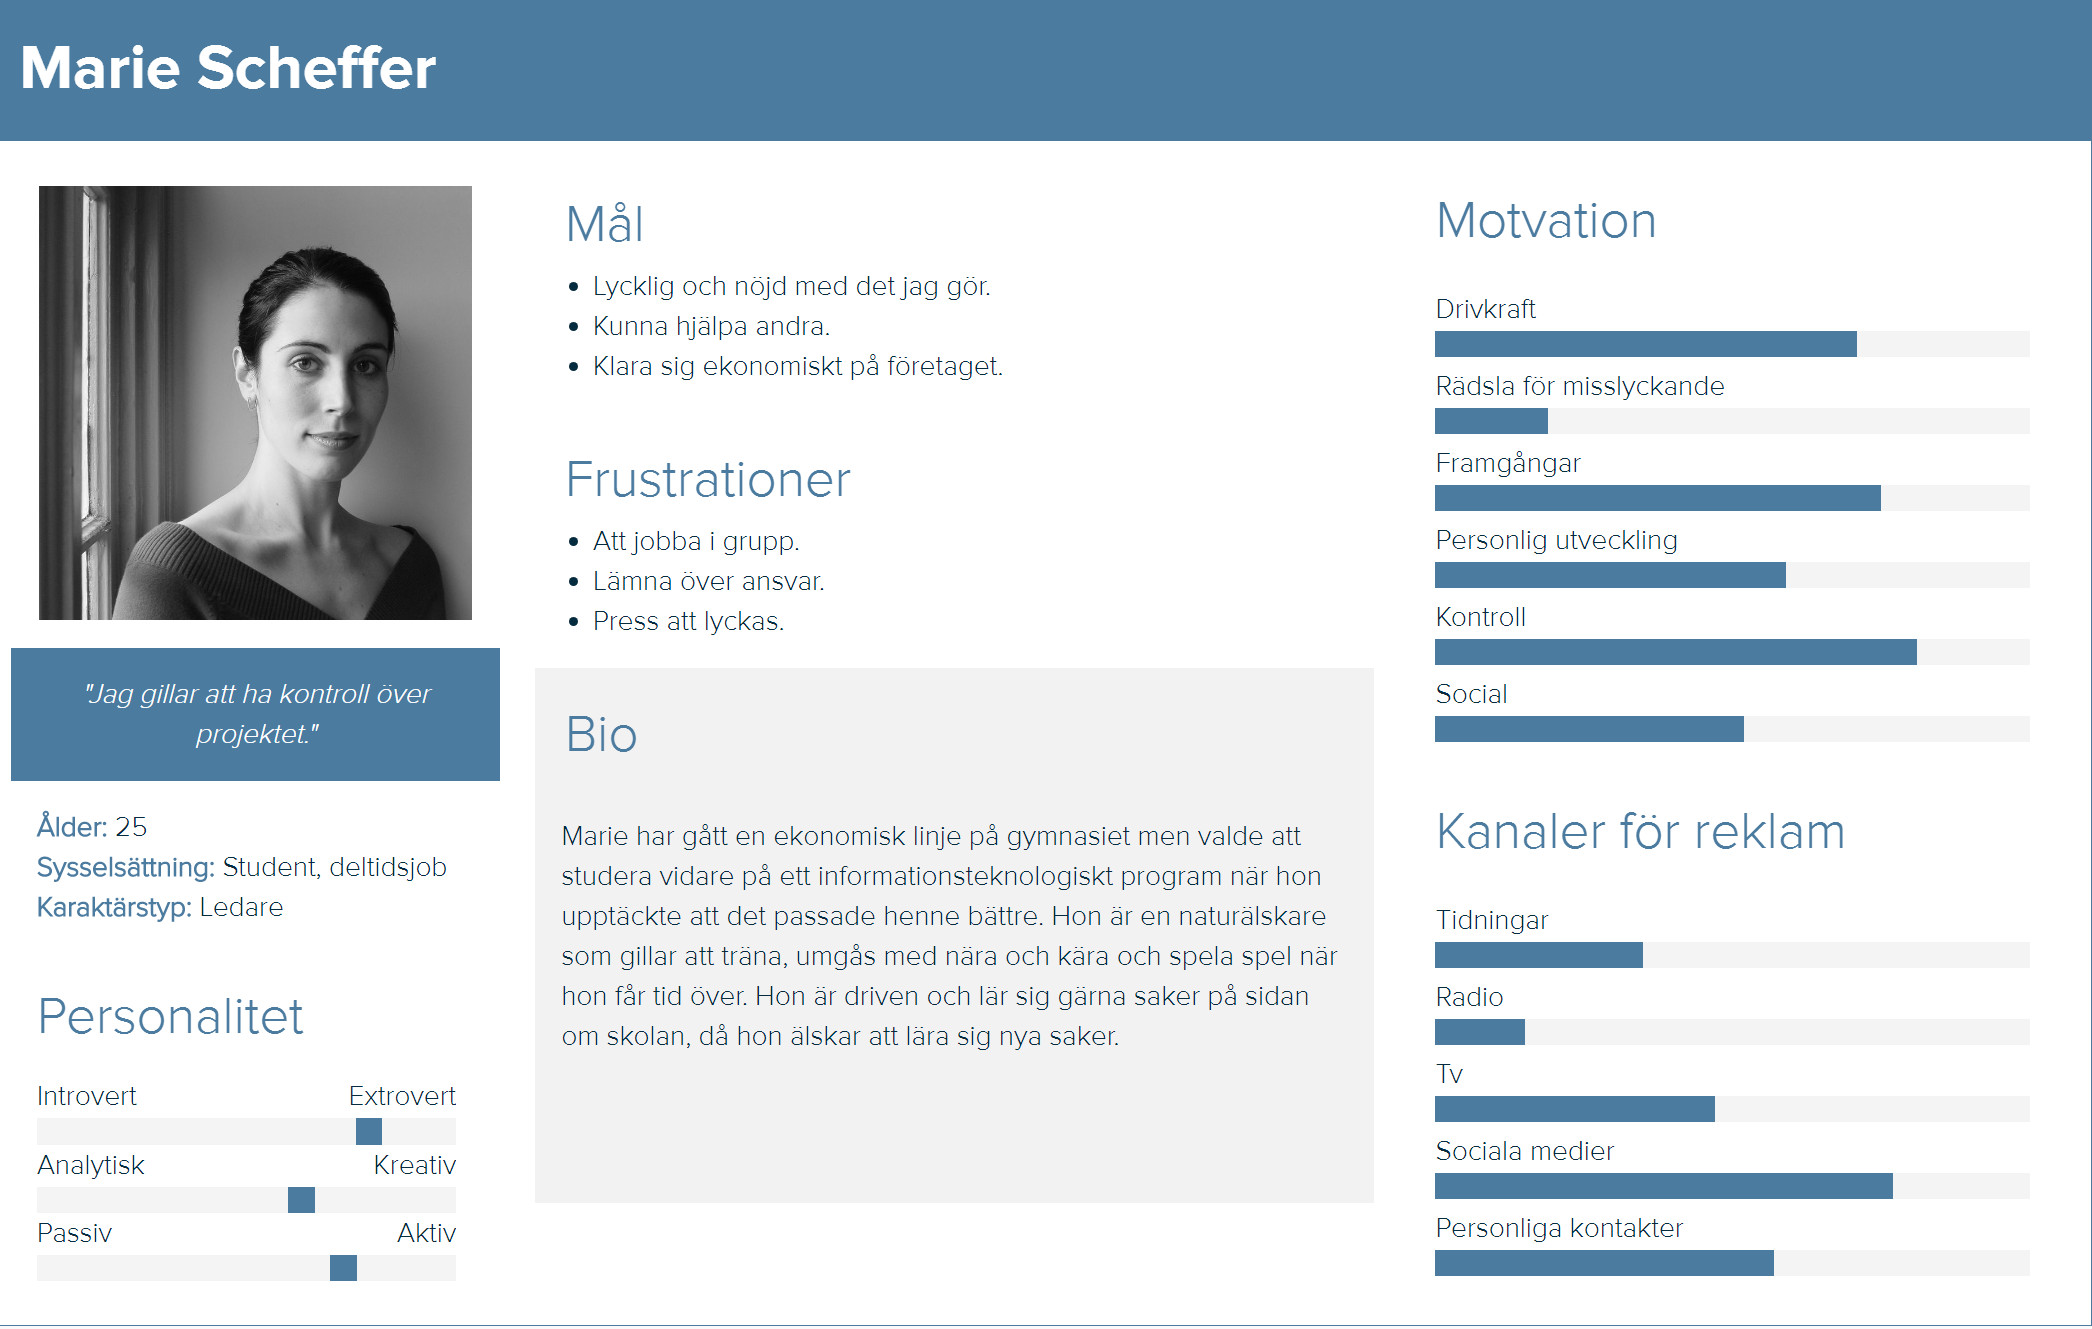 Marie Scheffer
"Jag gillar att ha kontroll över
projektet."
Ålder: 25
Sysselsättning: Student, deltidsjob
Karaktärstyp: Ledare
Personalitet
Introvert Extrovert
Analytisk Kreativ
Passiv Aktiv
Mål
• Lycklig och nöjd med det jag gör.
• Kunna hjälpa andra.
• Klara sig ekonomiskt på företaget.
Frustrationer
• Att jobba i grupp.
• Lämna över ansvar.
• Press att lyckas.
Bio
Marie har gått en ekonomisk linje på gymnasiet men valde att
studera vidare på ett informationsteknologiskt program när hon
upptäckte att det passade henne bättre. Hon är en naturälskare
som gillar att träna, umgås med nära och kära och spela spel när
hon får tid över. Hon är driven och lär sig gärna saker på sidan
om skolan, då hon älskar att lära sig nya saker.
Motvation
Drivkraft
Rädsla för misslyckande
Framgångar
Personlig utveckling
Kontroll
Social
Kanaler för reklam
Tidningar
Radio
Tv
Sociala medier
Personliga kontakter